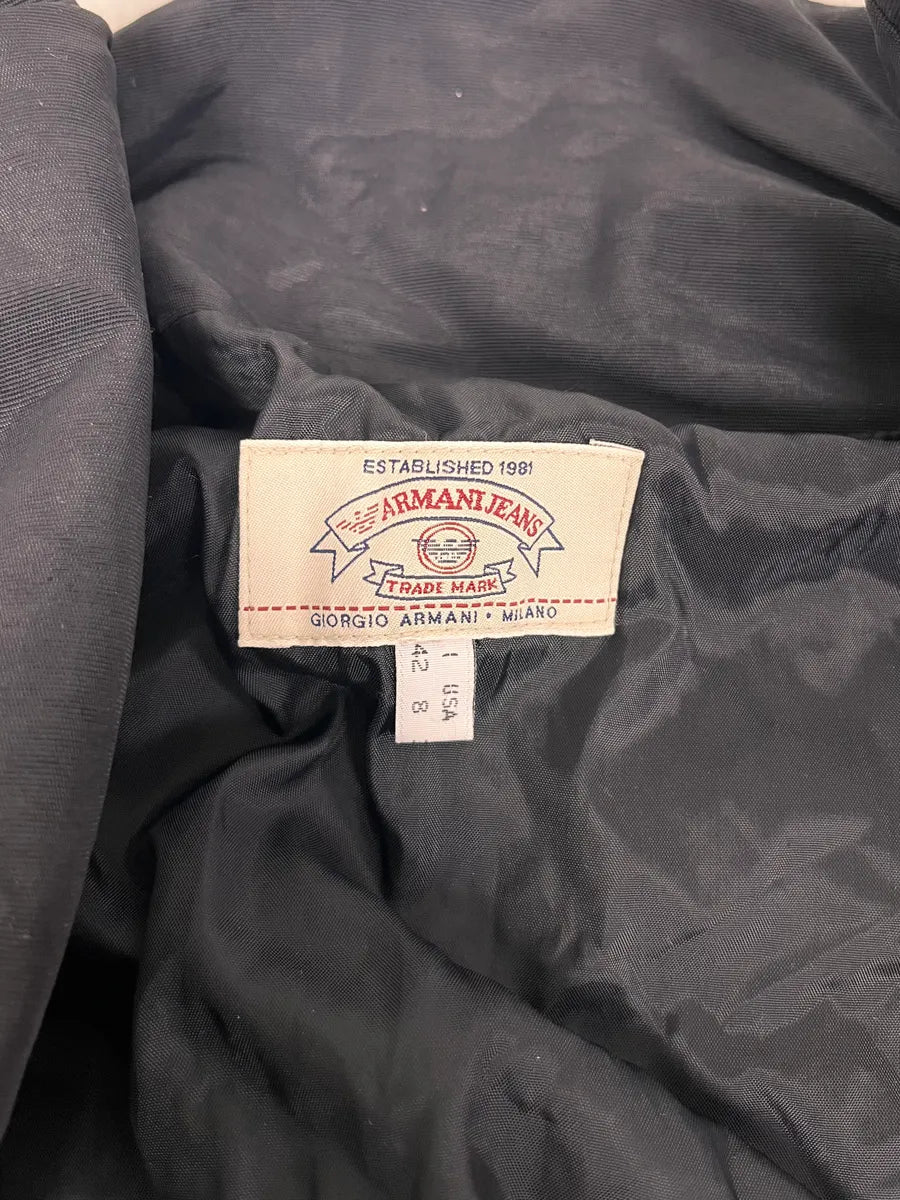 ESTABLISHED 1981
ARMANI JEANS
TRADE MARK
GIORGIO ARMANI • MILANO
I USA
42 8